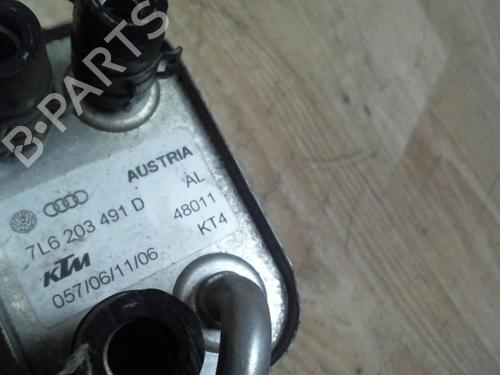 B-PARTS
AUSTRIA
7L6 203 491 D
AL
KTM
48011
057/06/11/06
KT4